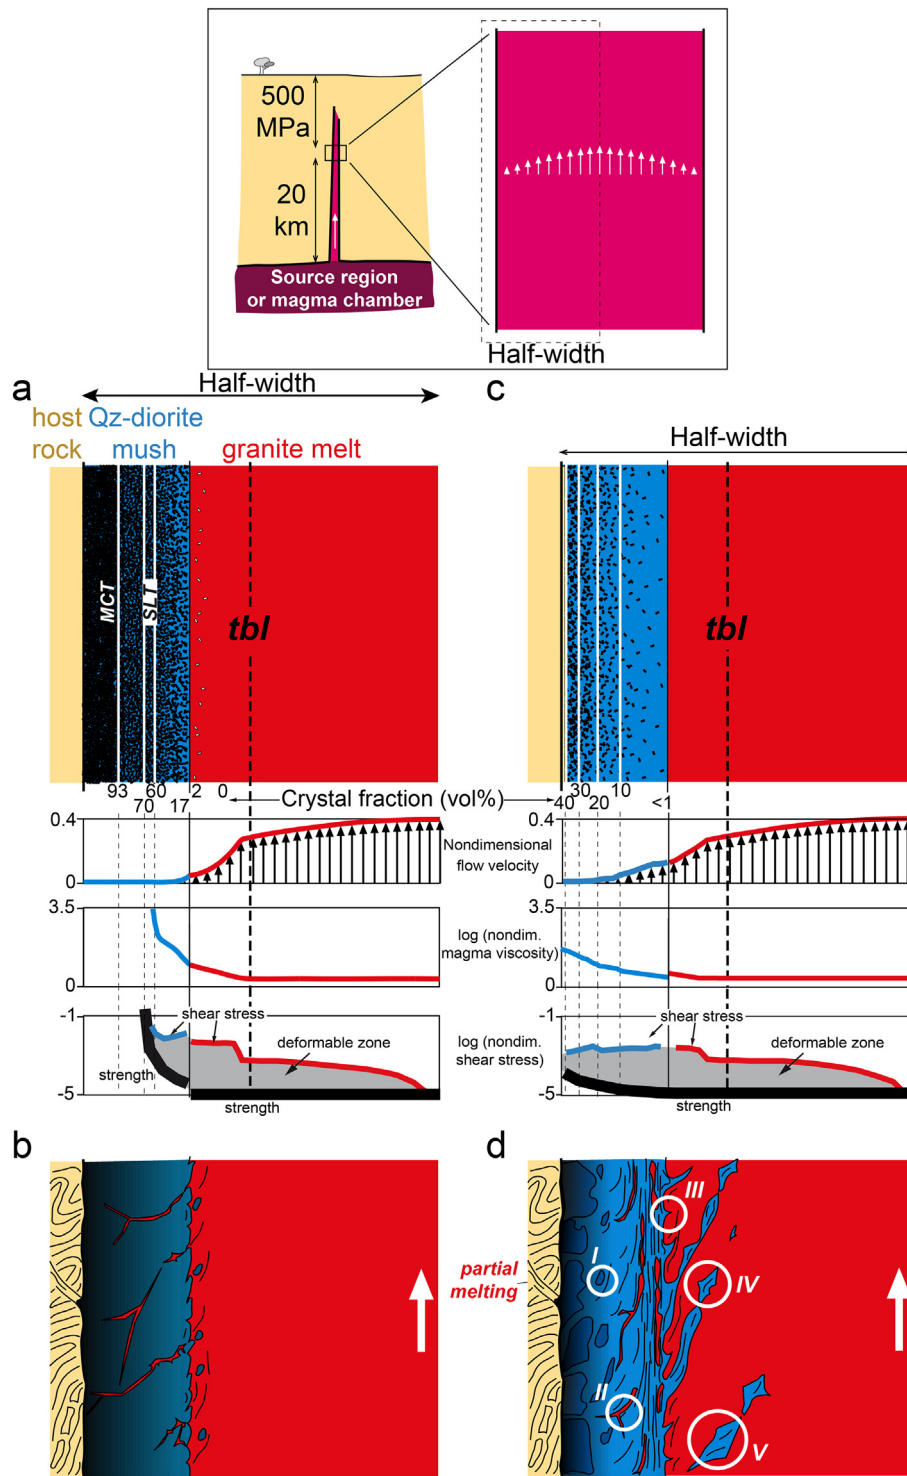 500
MPa
20
km
Source region
or magma chamber
Half-width
a
Half-width
c
host Qz-diorite
rock mush granite melt
Half-width
MCT
SLT
tbl
tbl
93 60 2 0
70 17
Crystal fraction (vol%)
30 10
40 20 <1
0.4
0
Nondimensional
flow velocity
0.4
0
3.5
0
log (nondim.
magma viscosity)
3.5
0
-1
-5
shear stress
deformable zone
strength
strength
log (nondim.
shear stress)
-1
-5
shear stress
deformable zone
strength
b
d
partial
melting
I
II
III
IV
V